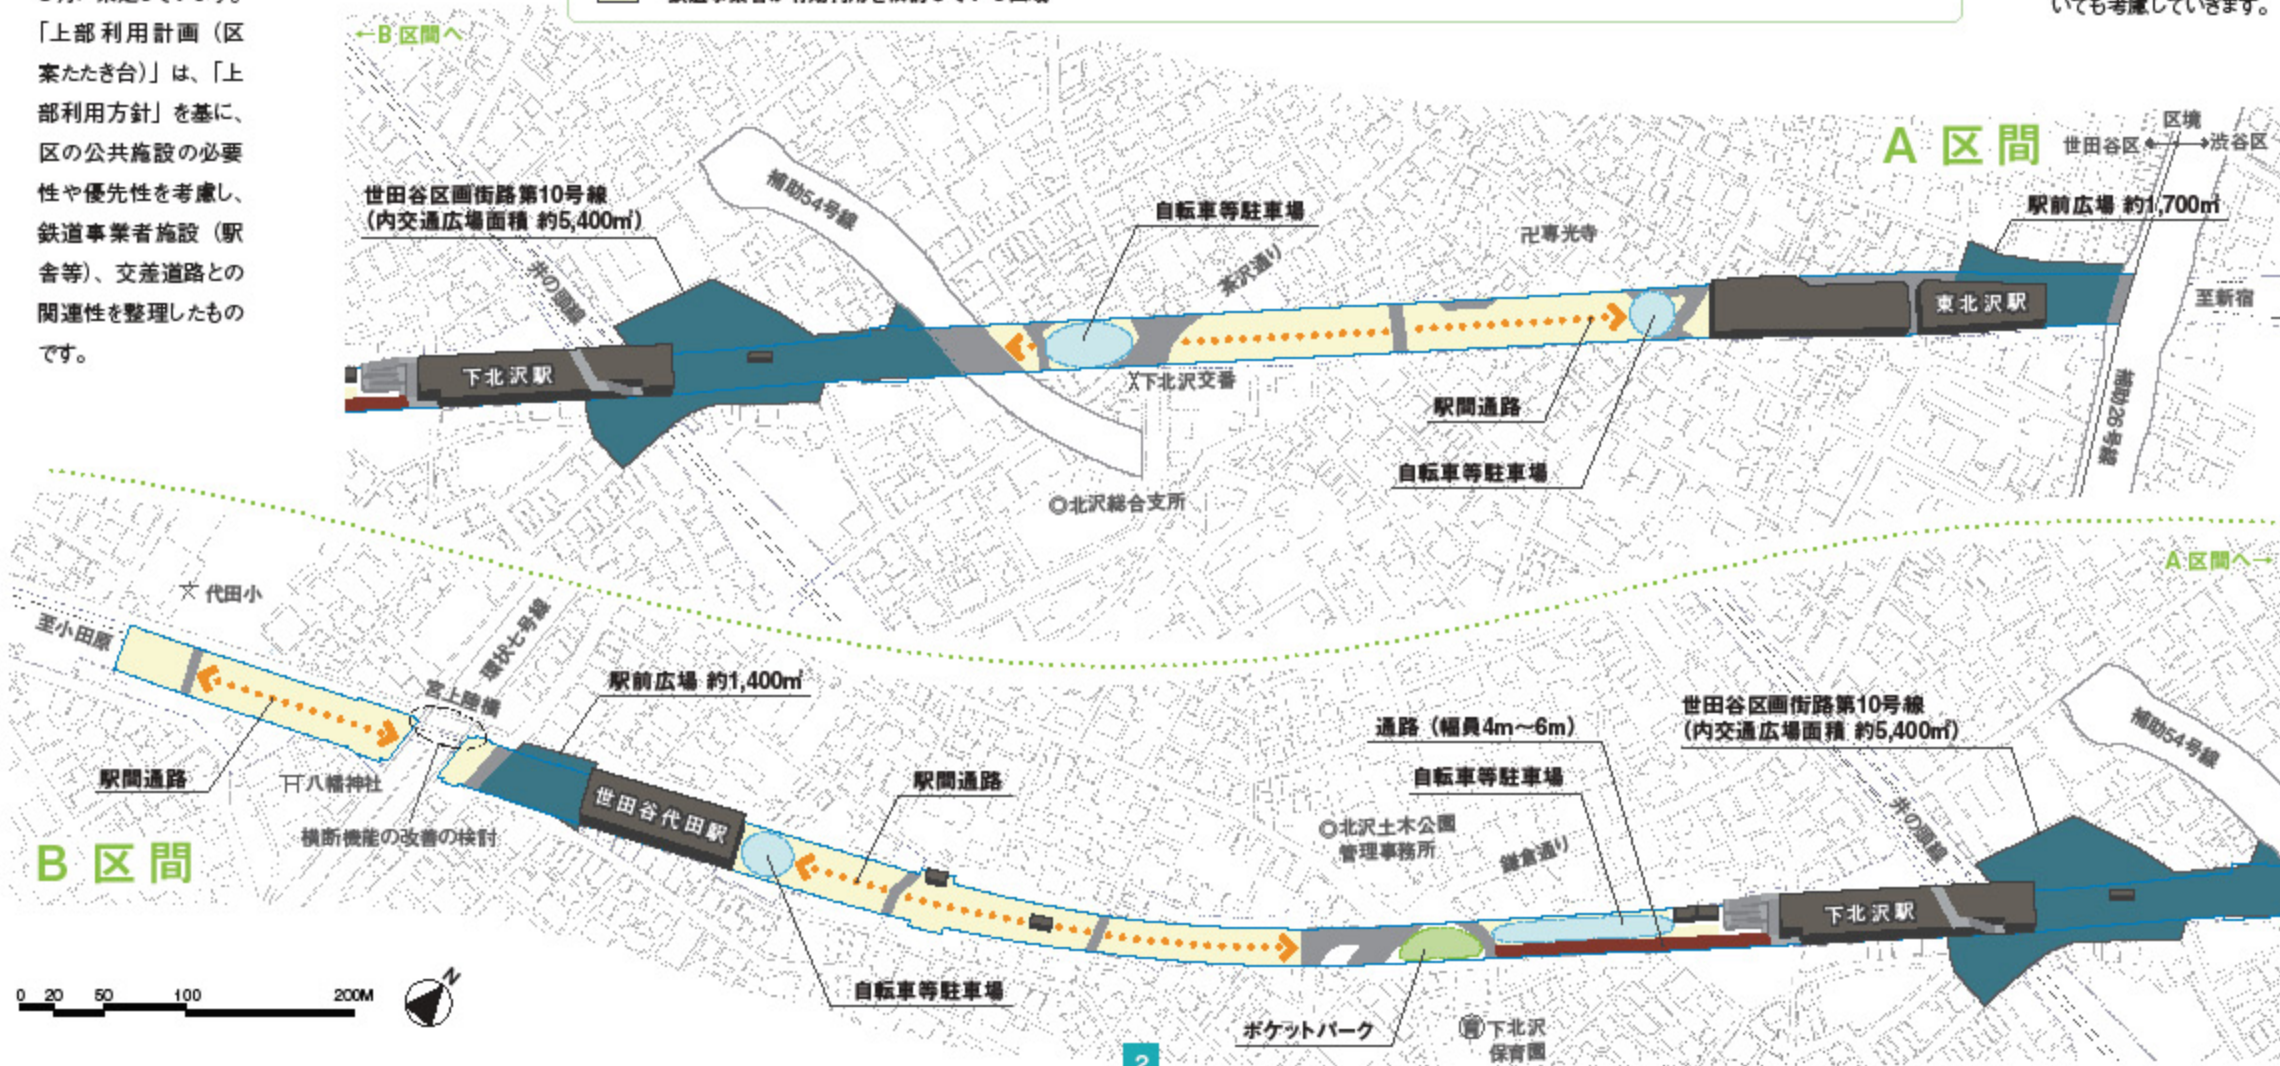 「上部利用計画（区
案たたき台）」は、「上
部利用方針」を基に、
区の公共施設の必要
性や優先性を考慮し、
鉄道事業者施設（駅
舎等）、交差道路との
関連性を整理したもの
です。
いても考慮していきます。
←B区間へ
A 区間
区境
世田谷区
渋谷区
世田谷区画街路第10号線
（内交通広場面積 約5,400㎡）
補助54号線
自転車等駐車場
茶沢通り
卍専光寺
駅前広場 約1,700㎡
井の頭線
下北沢駅
東北沢駅
至新宿
下北沢交番
駅間通路
自転車等駐車場
補助26号線
◎北沢総合支所
A区間へ→
代田小
至小田原
環状七号線
宮上陸橋
駅前広場 約1,400㎡
駅間通路
八幡神社
横断機能の改善の検討
B 区間
世田谷代田駅
駅間通路
自転車等駐車場
通路（幅員4m～6m）
自転車等駐車場
◎北沢土木公園
管理事務所
鎌倉通り
世田谷区画街路第10号線
（内交通広場面積 約5,400㎡）
補助54号線
井の頭線
下北沢駅
ポケットパーク
下北沢
保育園
0 20 50 100 200M
N